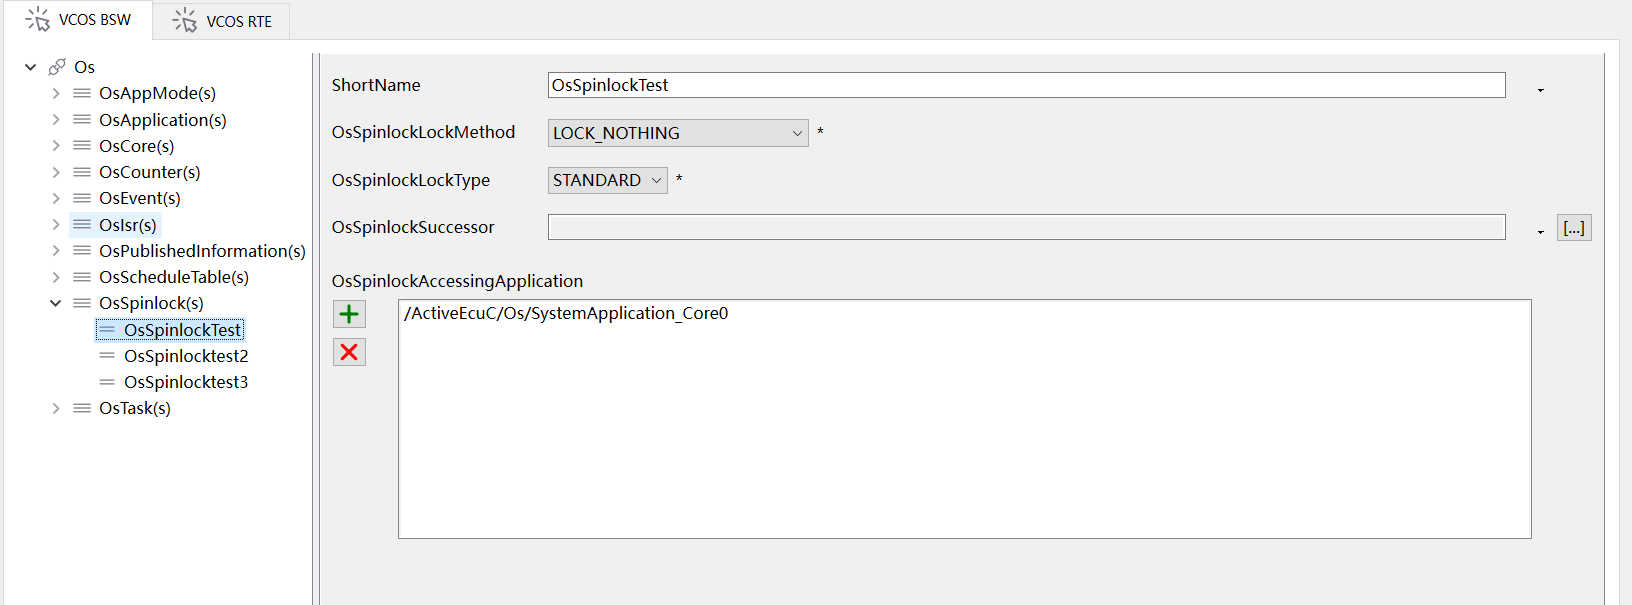 VCOS BSW
VCOS RTE
Os
OsAppMode(s)
OsApplication(s)
OsCore(s)
OsCounter(s)
OsEvent(s)
OsIsr(s)
OsPublishedInformation(s)
OsScheduleTable(s)
OsSpinlock(s)
OsSpinlockTest
OsSpinlocktest2
OsSpinlocktest3
OsTask(s)
ShortName
OsSpinlockTest
OsSpinlockLockMethod
LOCK_NOTHING *
OsSpinlockLockType
STANDARD *
OsSpinlockSuccessor
[...]
OsSpinlockAccessingApplication
/ActiveEcuC/Os/SystemApplication_Core0